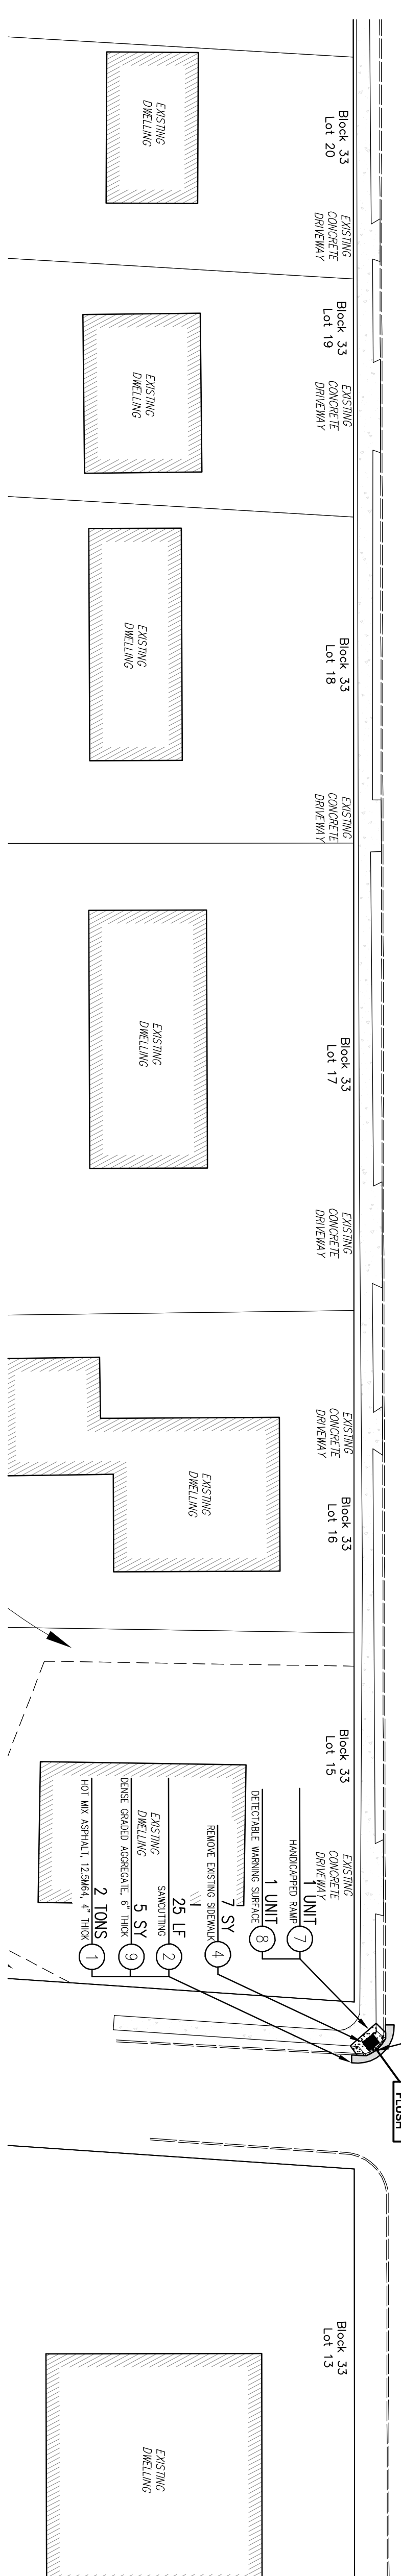 Block 33
Lot 20
EXISTING
DWELLING
EXISTING
CONCRETE
DRIVEWAY
Block 33
Lot 19
EXISTING
DWELLING
EXISTING
CONCRETE
DRIVEWAY
Block 33
Lot 18
EXISTING
DWELLING
EXISTING
CONCRETE
DRIVEWAY
Block 33
Lot 17
EXISTING
DWELLING
EXISTING
CONCRETE
DRIVEWAY
EXISTING
CONCRETE
DRIVEWAY
Block 33
Lot 16
EXISTING
DWELLING
Block 33
Lot 15
EXISTING
CONCRETE
DRIVEWAY
EXISTING
DWELLING
1 UNIT
HANDICAPPED RAMP
7
1 UNIT
DETECTABLE WARNING SURFACE
8
7 SY
REMOVE EXISTING SIDEWALK
4
25 LF
SAWCUTTING
2
5 SY
DENSE GRADED AGGREGATE, 6" THICK
9
2 TONS
HOT MIX ASPHALT, 12.5M64, 4" THICK
1
FLUSH
Block 33
Lot 13
EXISTING
DWELLING